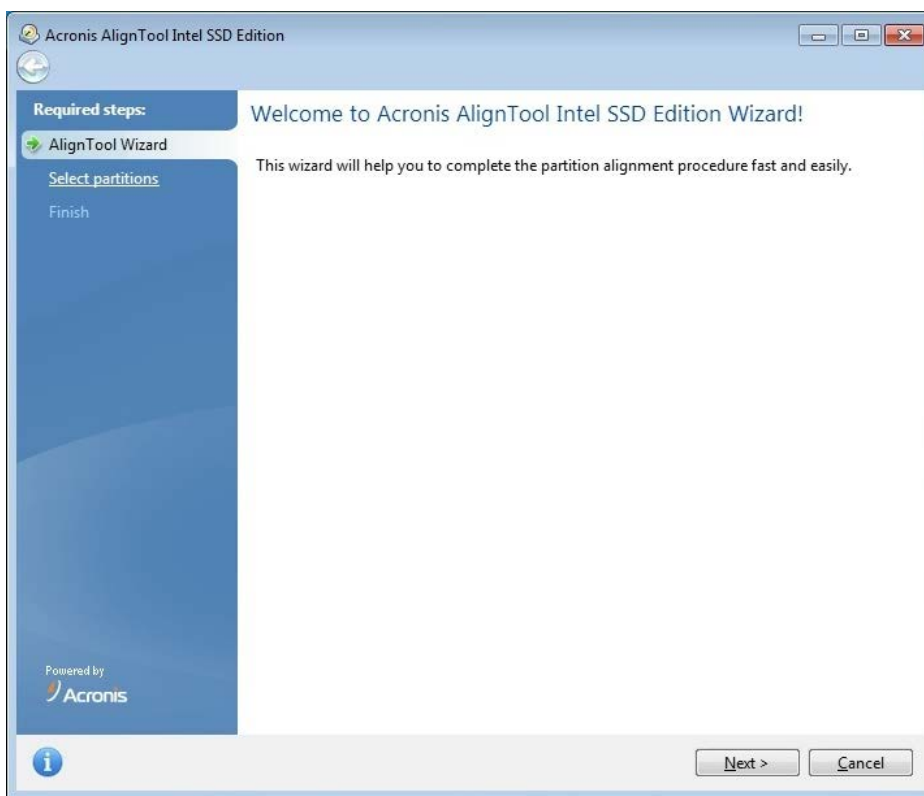 Acronis AlignTool Intel SSD Edition
Required steps:
AlignTool Wizard
Select partitions
Finish
Welcome to Acronis AlignTool Intel SSD Edition Wizard!
This wizard will help you to complete the partition alignment procedure fast and easily.
Powered by
Acronis
Next >
Cancel